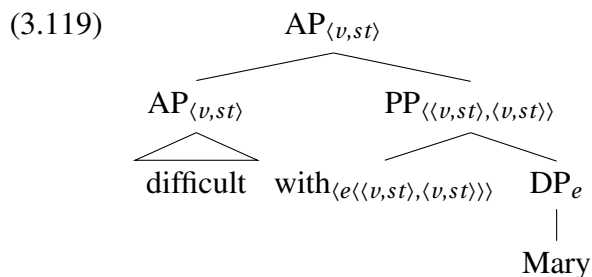 (3.119) AP⟨v,st⟩
AP⟨v,st⟩ PP⟨⟨v,st⟩,⟨v,st⟩⟩
difficult with⟨e⟨⟨v,st⟩,⟨v,st⟩⟩⟩ DPe
Mary